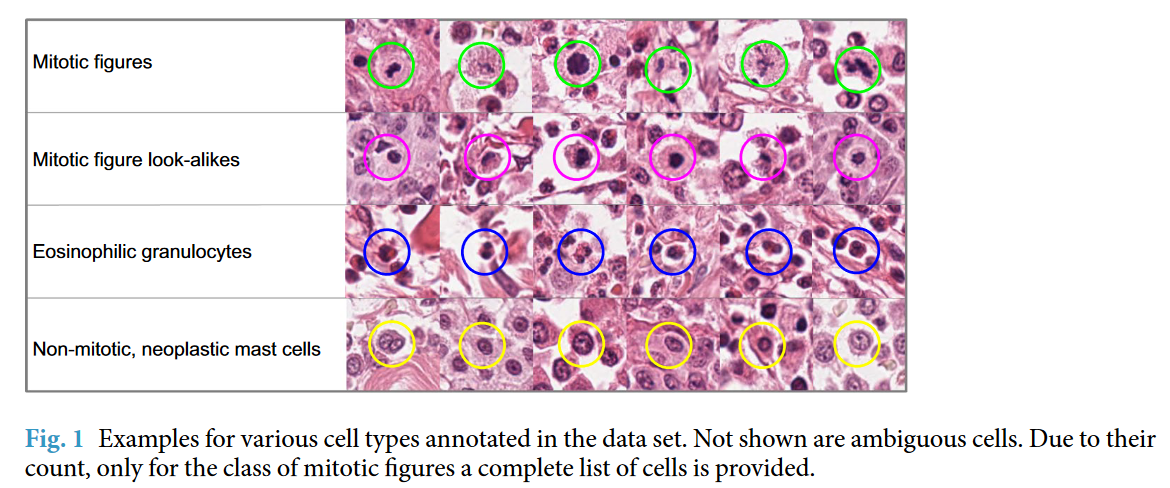 Mitotic figures
Mitotic figure look-alikes
Eosinophilic granulocytes
Non-mitotic, neoplastic mast cells
Fig. 1 Examples for various cell types annotated in the data set. Not shown are ambiguous cells. Due to their
count, only for the class of mitotic figures a complete list of cells is provided.